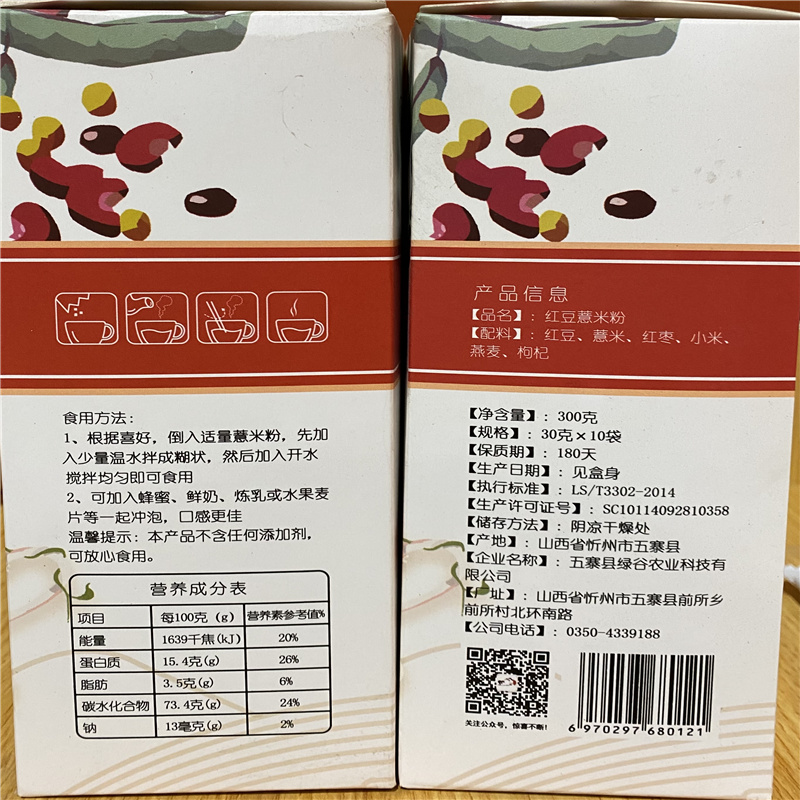 食用方法:
1、根据喜好，倒入适量薏米粉，先加
入少量温水拌成糊状，然后加入开水
搅拌均匀即可食用
2、可加入蜂蜜、鲜奶、炼乳或水果麦
片等一起冲泡，口感更佳
温馨提示: 本产品不含任何添加剂，
可放心食用。
营养成分表
项目 每100克 (g) 营养素参考值%
能量 1639千焦(kJ) 20%
蛋白质 15.4克(g) 26%
脂肪 3.5克(g) 6%
碳水化合物 73.4克(g) 24%
钠 13毫克(g) 2%
产品信息
【品名】: 红豆薏米粉
【配料】: 红豆、薏米、红枣、小米、
燕麦、枸杞
【净含量】: 300克
【规格】: 30克×10袋
【保质期】: 180天
【生产日期】: 见盒身
【执行标准】: LS/T3302-2014
【生产许可证号】: SC10114092810358
【储存方法】: 阴凉干燥处
【产地】: 山西省忻州市五寨县
【企业名称】: 五寨县绿谷农业科技有
限公司
【厂址】: 山西省忻州市五寨县前所乡
前所村北环南路
【公司电话】: 0350-4339188
关注公众号，惊喜不断!
6 970297 680121